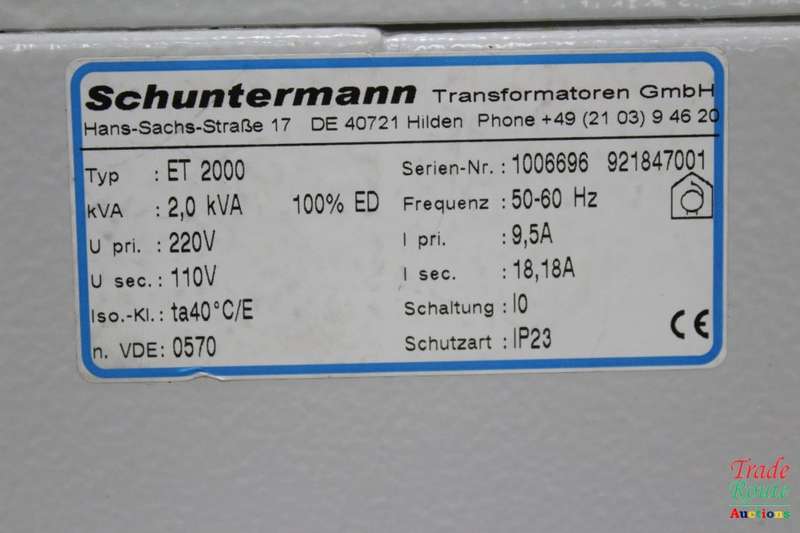 Schuntermann Transformatoren GmbH
Hans-Sachs-Straße 17 DE 40721 Hilden Phone +49 (21 03) 9 46 20
Typ : ET 2000 Serien-Nr. : 1006696 921847001
kVA : 2,0 kVA 100% ED Frequenz : 50-60 Hz
U pri. : 220V I pri. : 9,5A
U sec. : 110V I sec. : 18,18A
Iso.-Kl. : ta40°C/E Schaltung : I0
n. VDE : 0570 Schutzart : IP23
CE
Trade
Route
Auctions